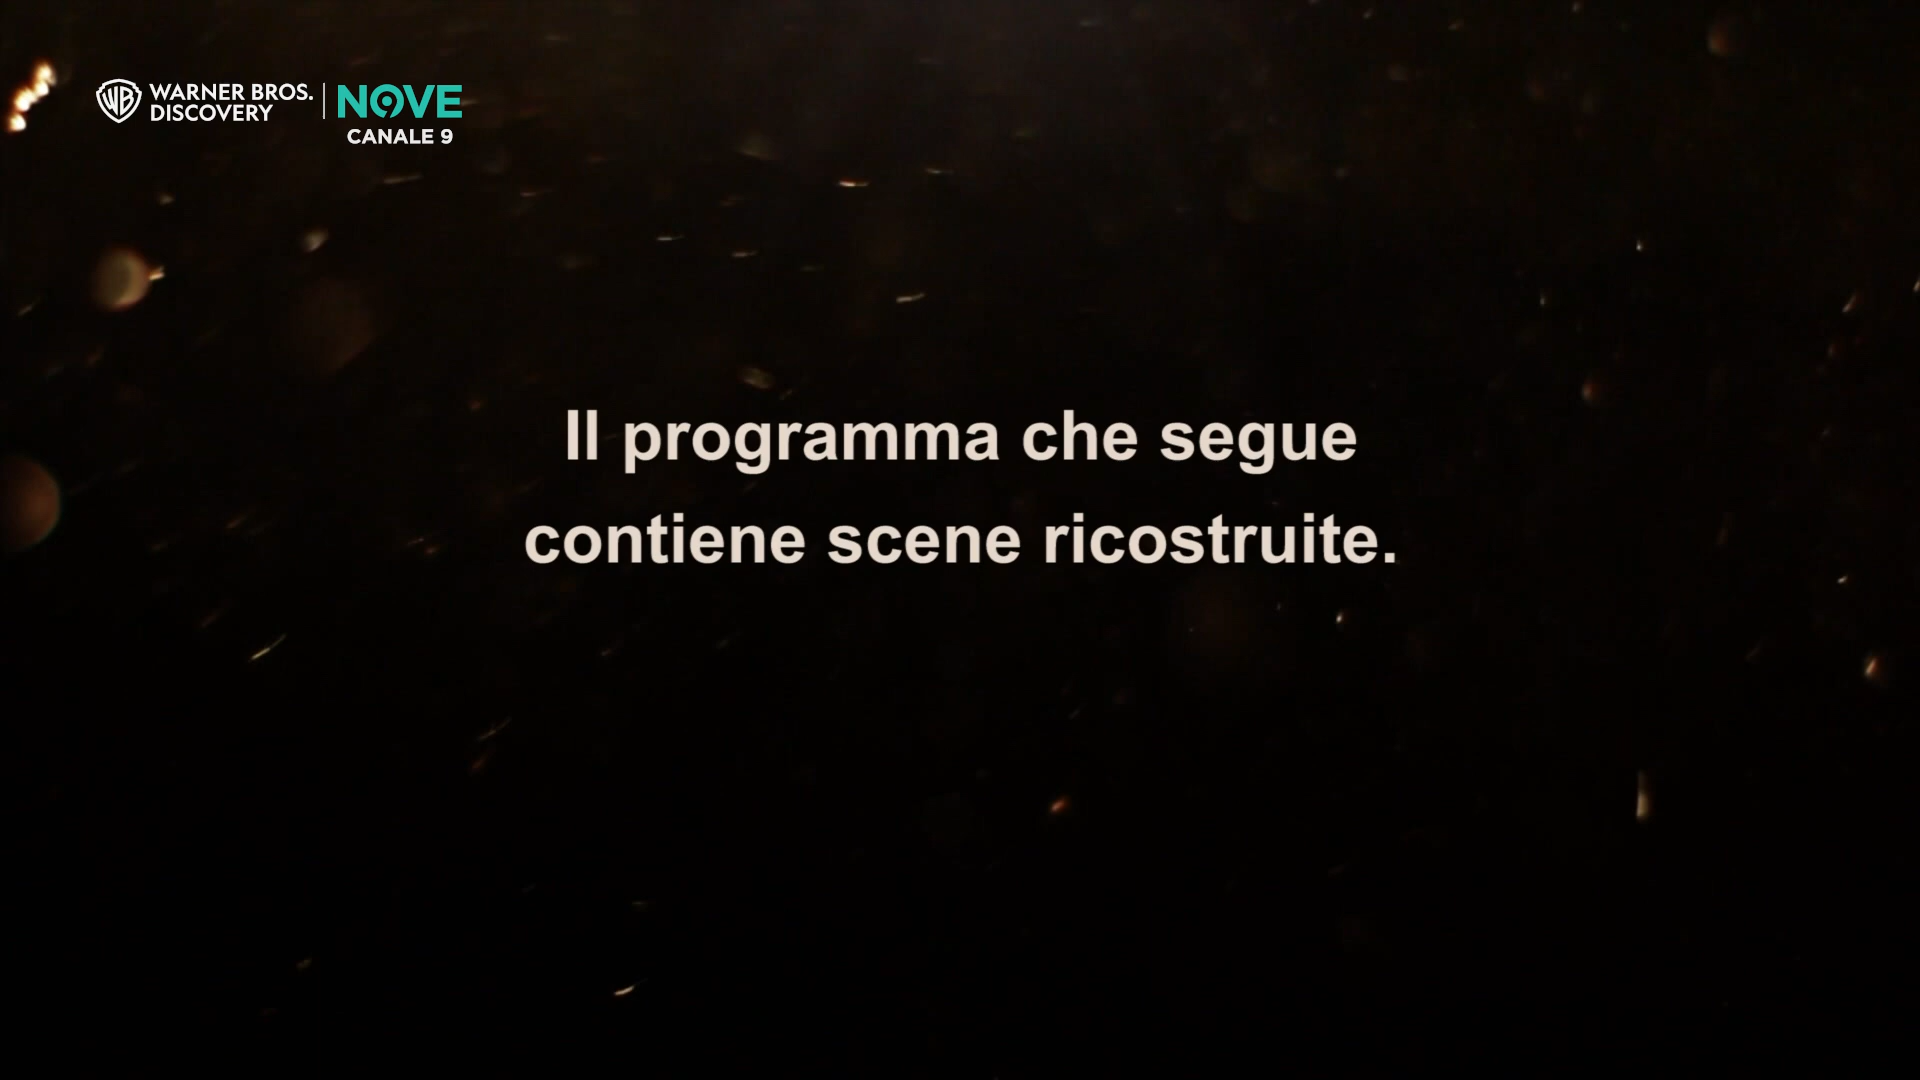 WARNER BROS.
DISCOVERY
NOVE
CANALE 9
Il programma che segue
contiene scene ricostruite.